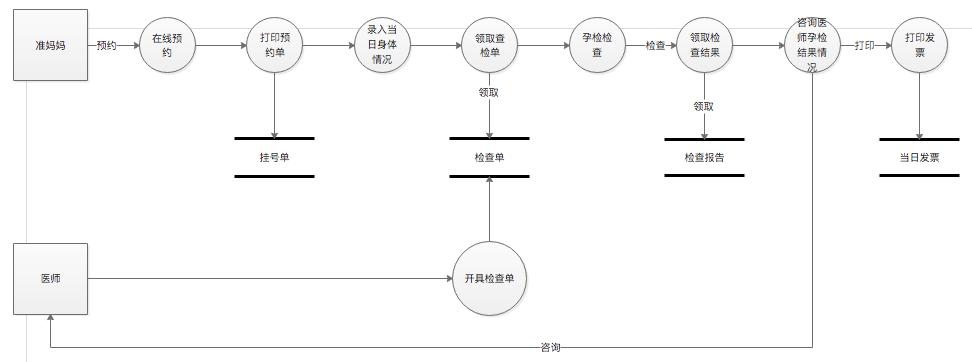 准妈妈
预约
在线预
约
打印预
约单
录入当
日身体
情况
领取查
检单
孕检检
查
检查
领取检
查结果
咨询医
师孕检
结果情
况
打印
打印发
票
领取
领取
挂号单
检查单
检查报告
当日发票
医师
开具检查单
咨询